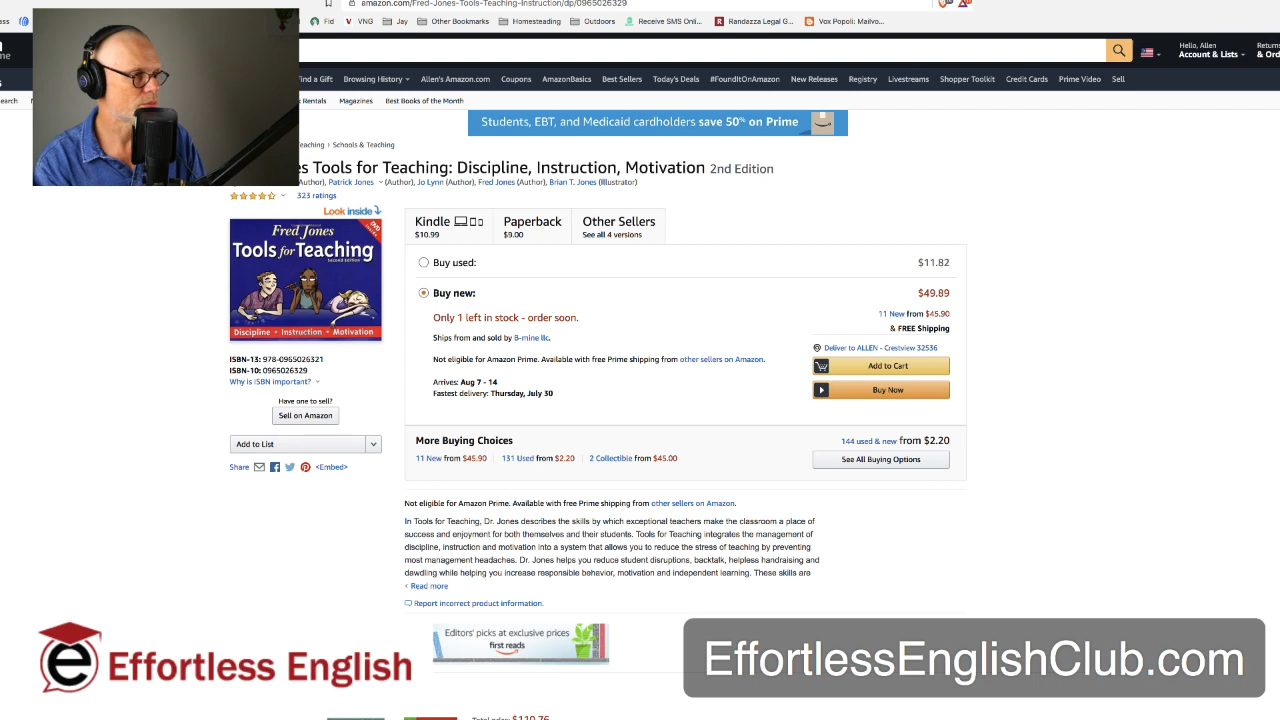 amazon.com/Fred-Jones-Tools-Teaching-Instruction/dp/0965026329
Fid VNG Jay Other Bookmarks Homesteading Outdoors Receive SMS Onl... Randazza Legal G... Vox Popoli: Mailvo...
Hello, Allen
Account & Lists
Returns
& Ord
Find a Gift Browsing History Allen's Amazon.com Coupons AmazonBasics Best Sellers Today's Deals #FoundItOnAmazon New Releases Registry Livestreams Shopper Toolkit Credit Cards Prime Video Sell
earch k Rentals Magazines Best Books of the Month
Students, EBT, and Medicaid cardholders save 50% on Prime
eaching › Schools & Teaching
es Tools for Teaching: Discipline, Instruction, Motivation 2nd Edition
(Author), Patrick Jones (Author), Jo Lynn (Author), Fred Jones (Author), Brian T. Jones (Illustrator)
323 ratings
Look inside
Fred Jones
Tools for Teaching
Second Edition
DVD
Discipline • Instruction • Motivation
ISBN-13: 978-0965026321
ISBN-10: 0965026329
Why is ISBN important?
Have one to sell?
Sell on Amazon
Add to List
Share <Embed>
Kindle
$10.99
Paperback
$9.00
Other Sellers
See all 4 versions
Buy used: $11.82
Buy new: $49.89
Only 1 left in stock - order soon.
Ships from and sold by B-mine llc.
Not eligible for Amazon Prime. Available with free Prime shipping from other sellers on Amazon.
Arrives: Aug 7 - 14
Fastest delivery: Thursday, July 30
11 New from $45.90
& FREE Shipping
Deliver to ALLEN - Crestview 32536
Add to Cart
Buy Now
More Buying Choices
11 New from $45.90 131 Used from $2.20 2 Collectible from $45.00
144 used & new from $2.20
See All Buying Options
Not eligible for Amazon Prime. Available with free Prime shipping from other sellers on Amazon.
In Tools for Teaching, Dr. Jones describes the skills by which exceptional teachers make the classroom a place of
success and enjoyment for both themselves and their students. Tools for Teaching integrates the management of
discipline, instruction and motivation into a system that allows you to reduce the stress of teaching by preventing
most management headaches. Dr. Jones helps you reduce student disruptions, backtalk, helpless handraising and
dawdling while helping you increase responsible behavior, motivation and independent learning. These skills are
Read more
Report incorrect product information.
Editors' picks at exclusive prices
first reads
e Effortless English
EffortlessEnglishClub.com
Total price: $110.76